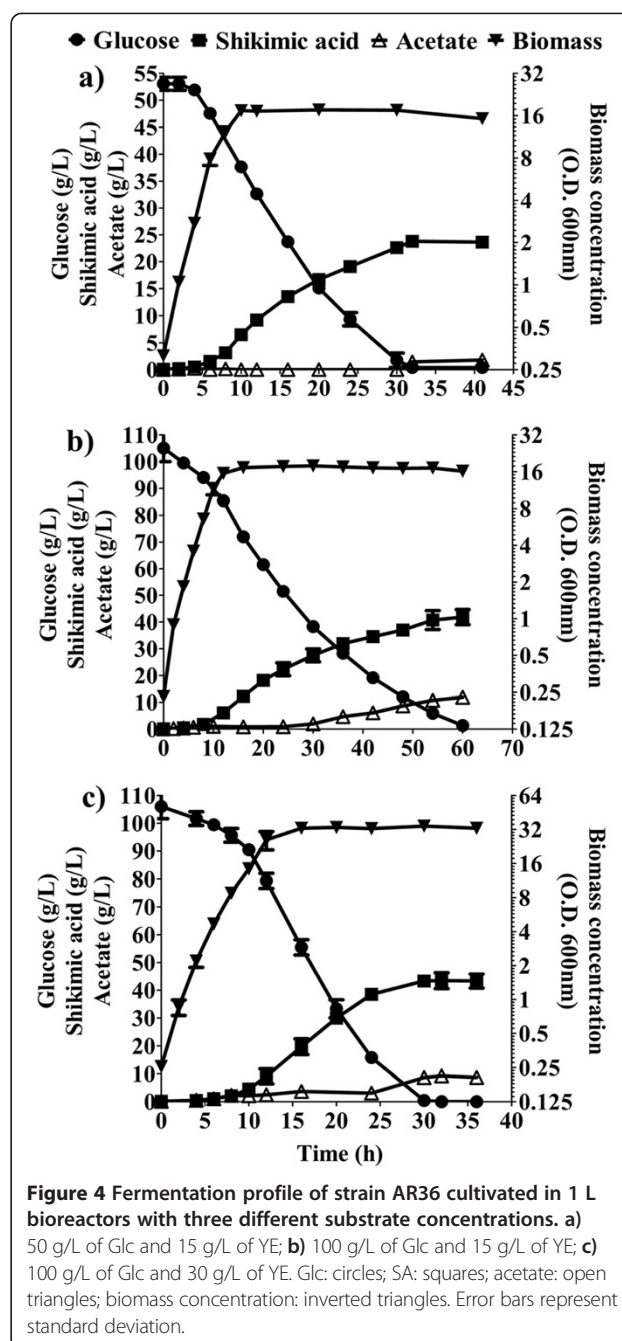 Glucose Shikimic acid Acetate Biomass
a)
Glucose (g/L)
Shikimic acid (g/L)
Acetate (g/L)
55
50
45
40
35
30
25
20
15
10
5
0
0 5 10 15 20 25 30 35 40 45
32
16
8
4
2
1
0.5
0.25
Biomass concentration
(O.D. 600nm)
b)
Glucose (g/L)
Shikimic acid (g/L)
Acetate (g/L)
110
100
90
80
70
60
50
40
30
20
10
0
0 10 20 30 40 50 60 70
32
16
8
4
2
1
0.5
0.25
0.125
Biomass concentration
(O.D. 600nm)
c)
Glucose (g/L)
Shikimic acid (g/L)
Acetate (g/L)
110
100
90
80
70
60
50
40
30
20
10
0
0 5 10 15 20 25 30 35 40
64
32
16
8
4
2
1
0.5
0.25
0.125
Biomass concentration
(O.D. 600nm)
Time (h)
Figure 4 Fermentation profile of strain AR36 cultivated in 1 L
bioreactors with three different substrate concentrations. a)
50 g/L of Glc and 15 g/L of YE; b) 100 g/L of Glc and 15 g/L of YE; c)
100 g/L of Glc and 30 g/L of YE. Glc: circles; SA: squares; acetate: open
triangles; biomass concentration: inverted triangles. Error bars represent
standard deviation.